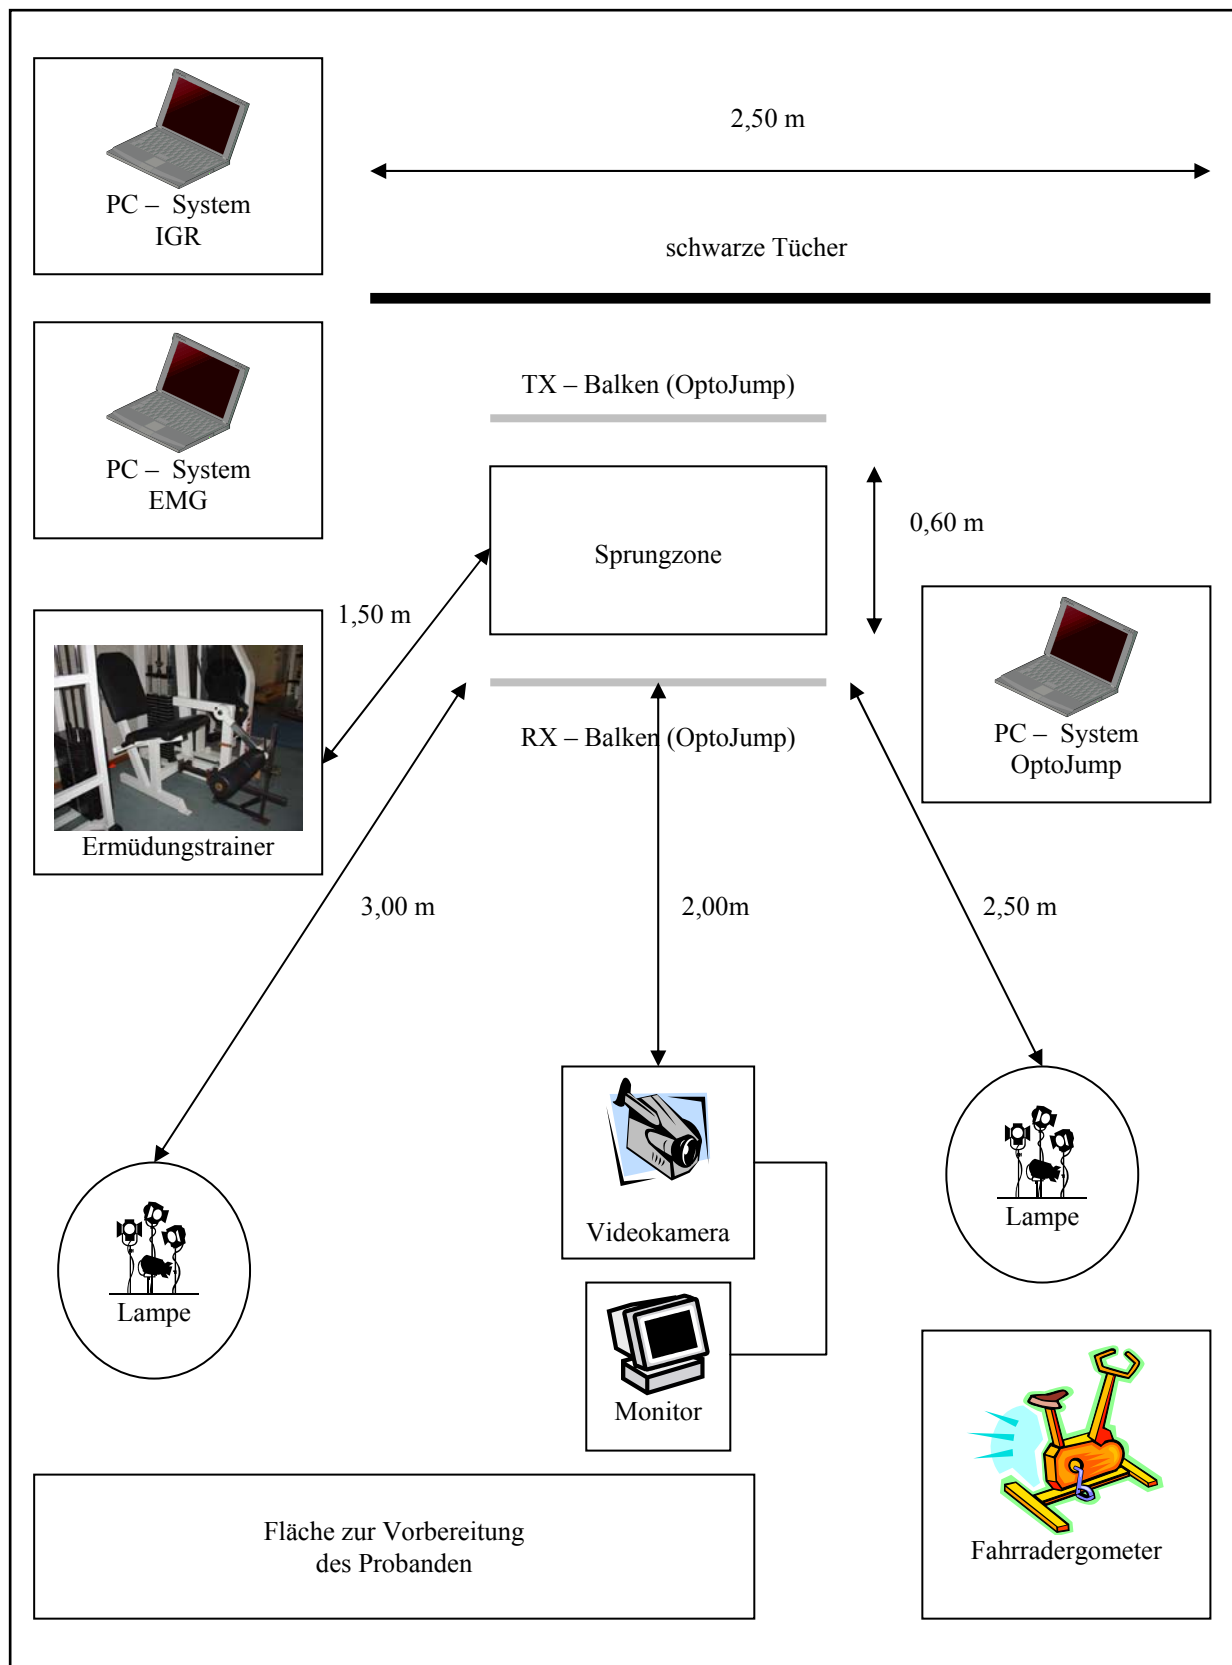 2,50 m
PC – System
IGR
schwarze Tücher
TX – Balken (OptoJump)
PC – System
EMG
0,60 m
Sprungzone
1,50 m
RX – Balken (OptoJump)
PC – System
OptoJump
Ermüdungstrainer
3,00 m
2,00m
2,50 m
Videokamera
Lampe
Lampe
Monitor
Fläche zur Vorbereitung
des Probanden
Fahrradergometer